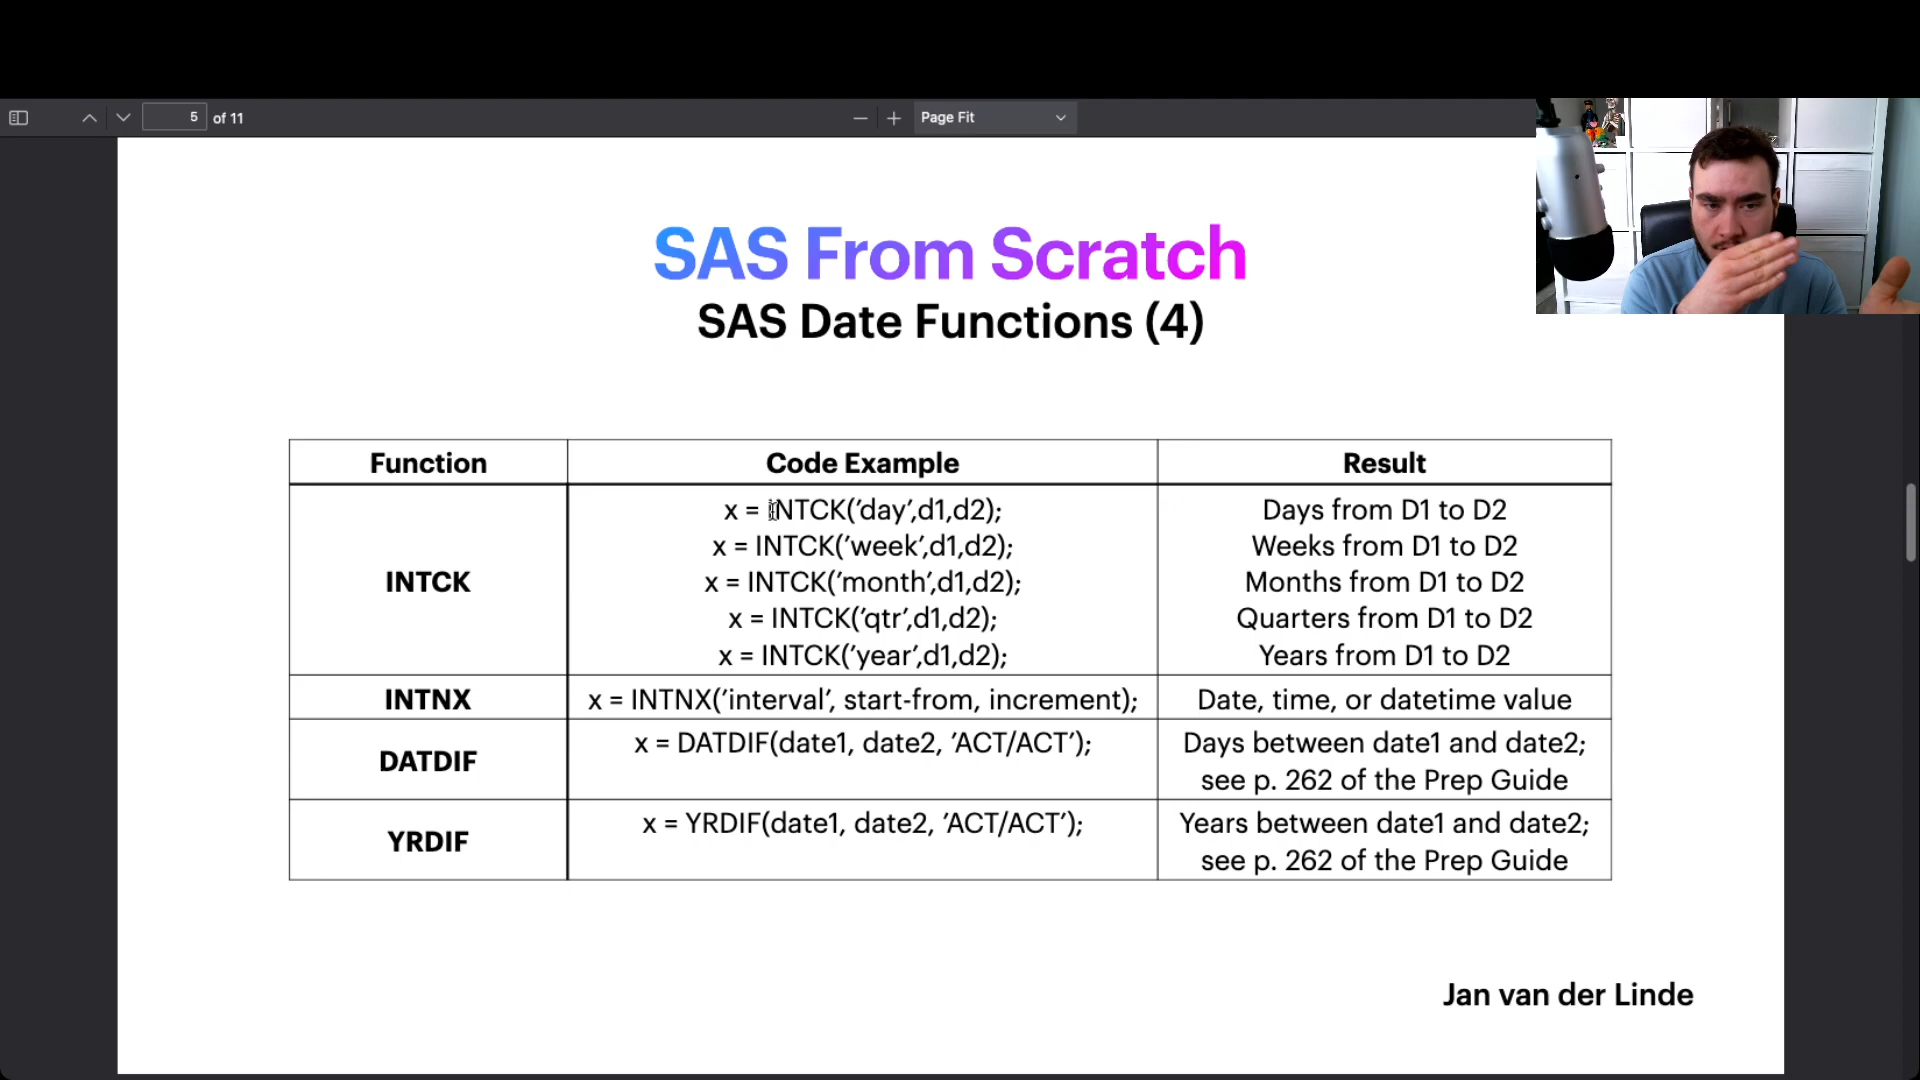 5 of 11
Page Fit
SAS From Scratch
SAS Date Functions (4)
Function Code Example Result
INTCK
x = INTCK(’day’,d1,d2); Days from D1 to D2
x = INTCK(’week’,d1,d2); Weeks from D1 to D2
x = INTCK(’month’,d1,d2); Months from D1 to D2
x = INTCK(’qtr’,d1,d2); Quarters from D1 to D2
x = INTCK(’year’,d1,d2); Years from D1 to D2
INTNX x = INTNX(’interval’, start-from, increment); Date, time, or datetime value
DATDIF x = DATDIF(date1, date2, ’ACT/ACT’); Days between date1 and date2;
see p. 262 of the Prep Guide
YRDIF x = YRDIF(date1, date2, ’ACT/ACT’); Years between date1 and date2;
see p. 262 of the Prep Guide
Jan van der Linde